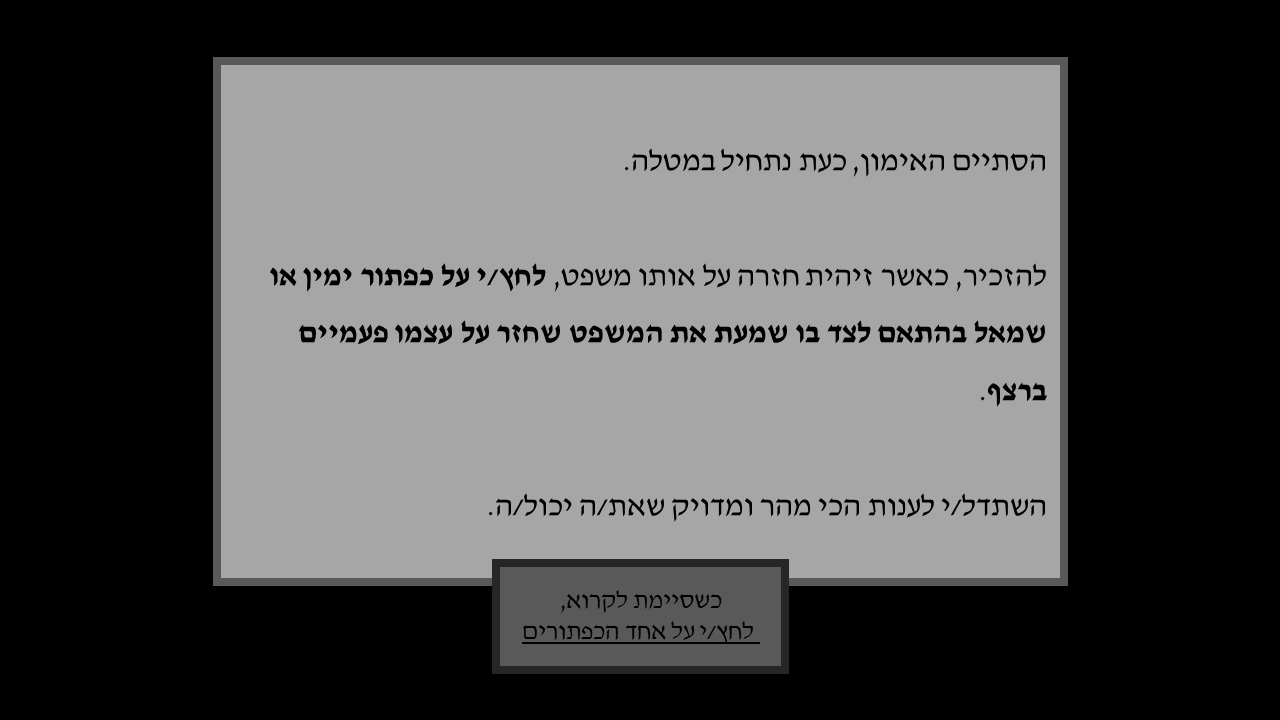 הסתיים האימון, כעת נתחיל במטלה.
להזכיר, כאשר זיהית חזרה על אותו משפט, לחץ/י על כפתור ימין או
שמאל בהתאם לצד בו שמעת את המשפט שחזר על עצמו פעמיים
ברצף.
השתדל/י לענות הכי מהר ומדויק שאת/ה יכול/ה.
כשסיימת לקרוא,
לחץ/י על אחד הכפתורים